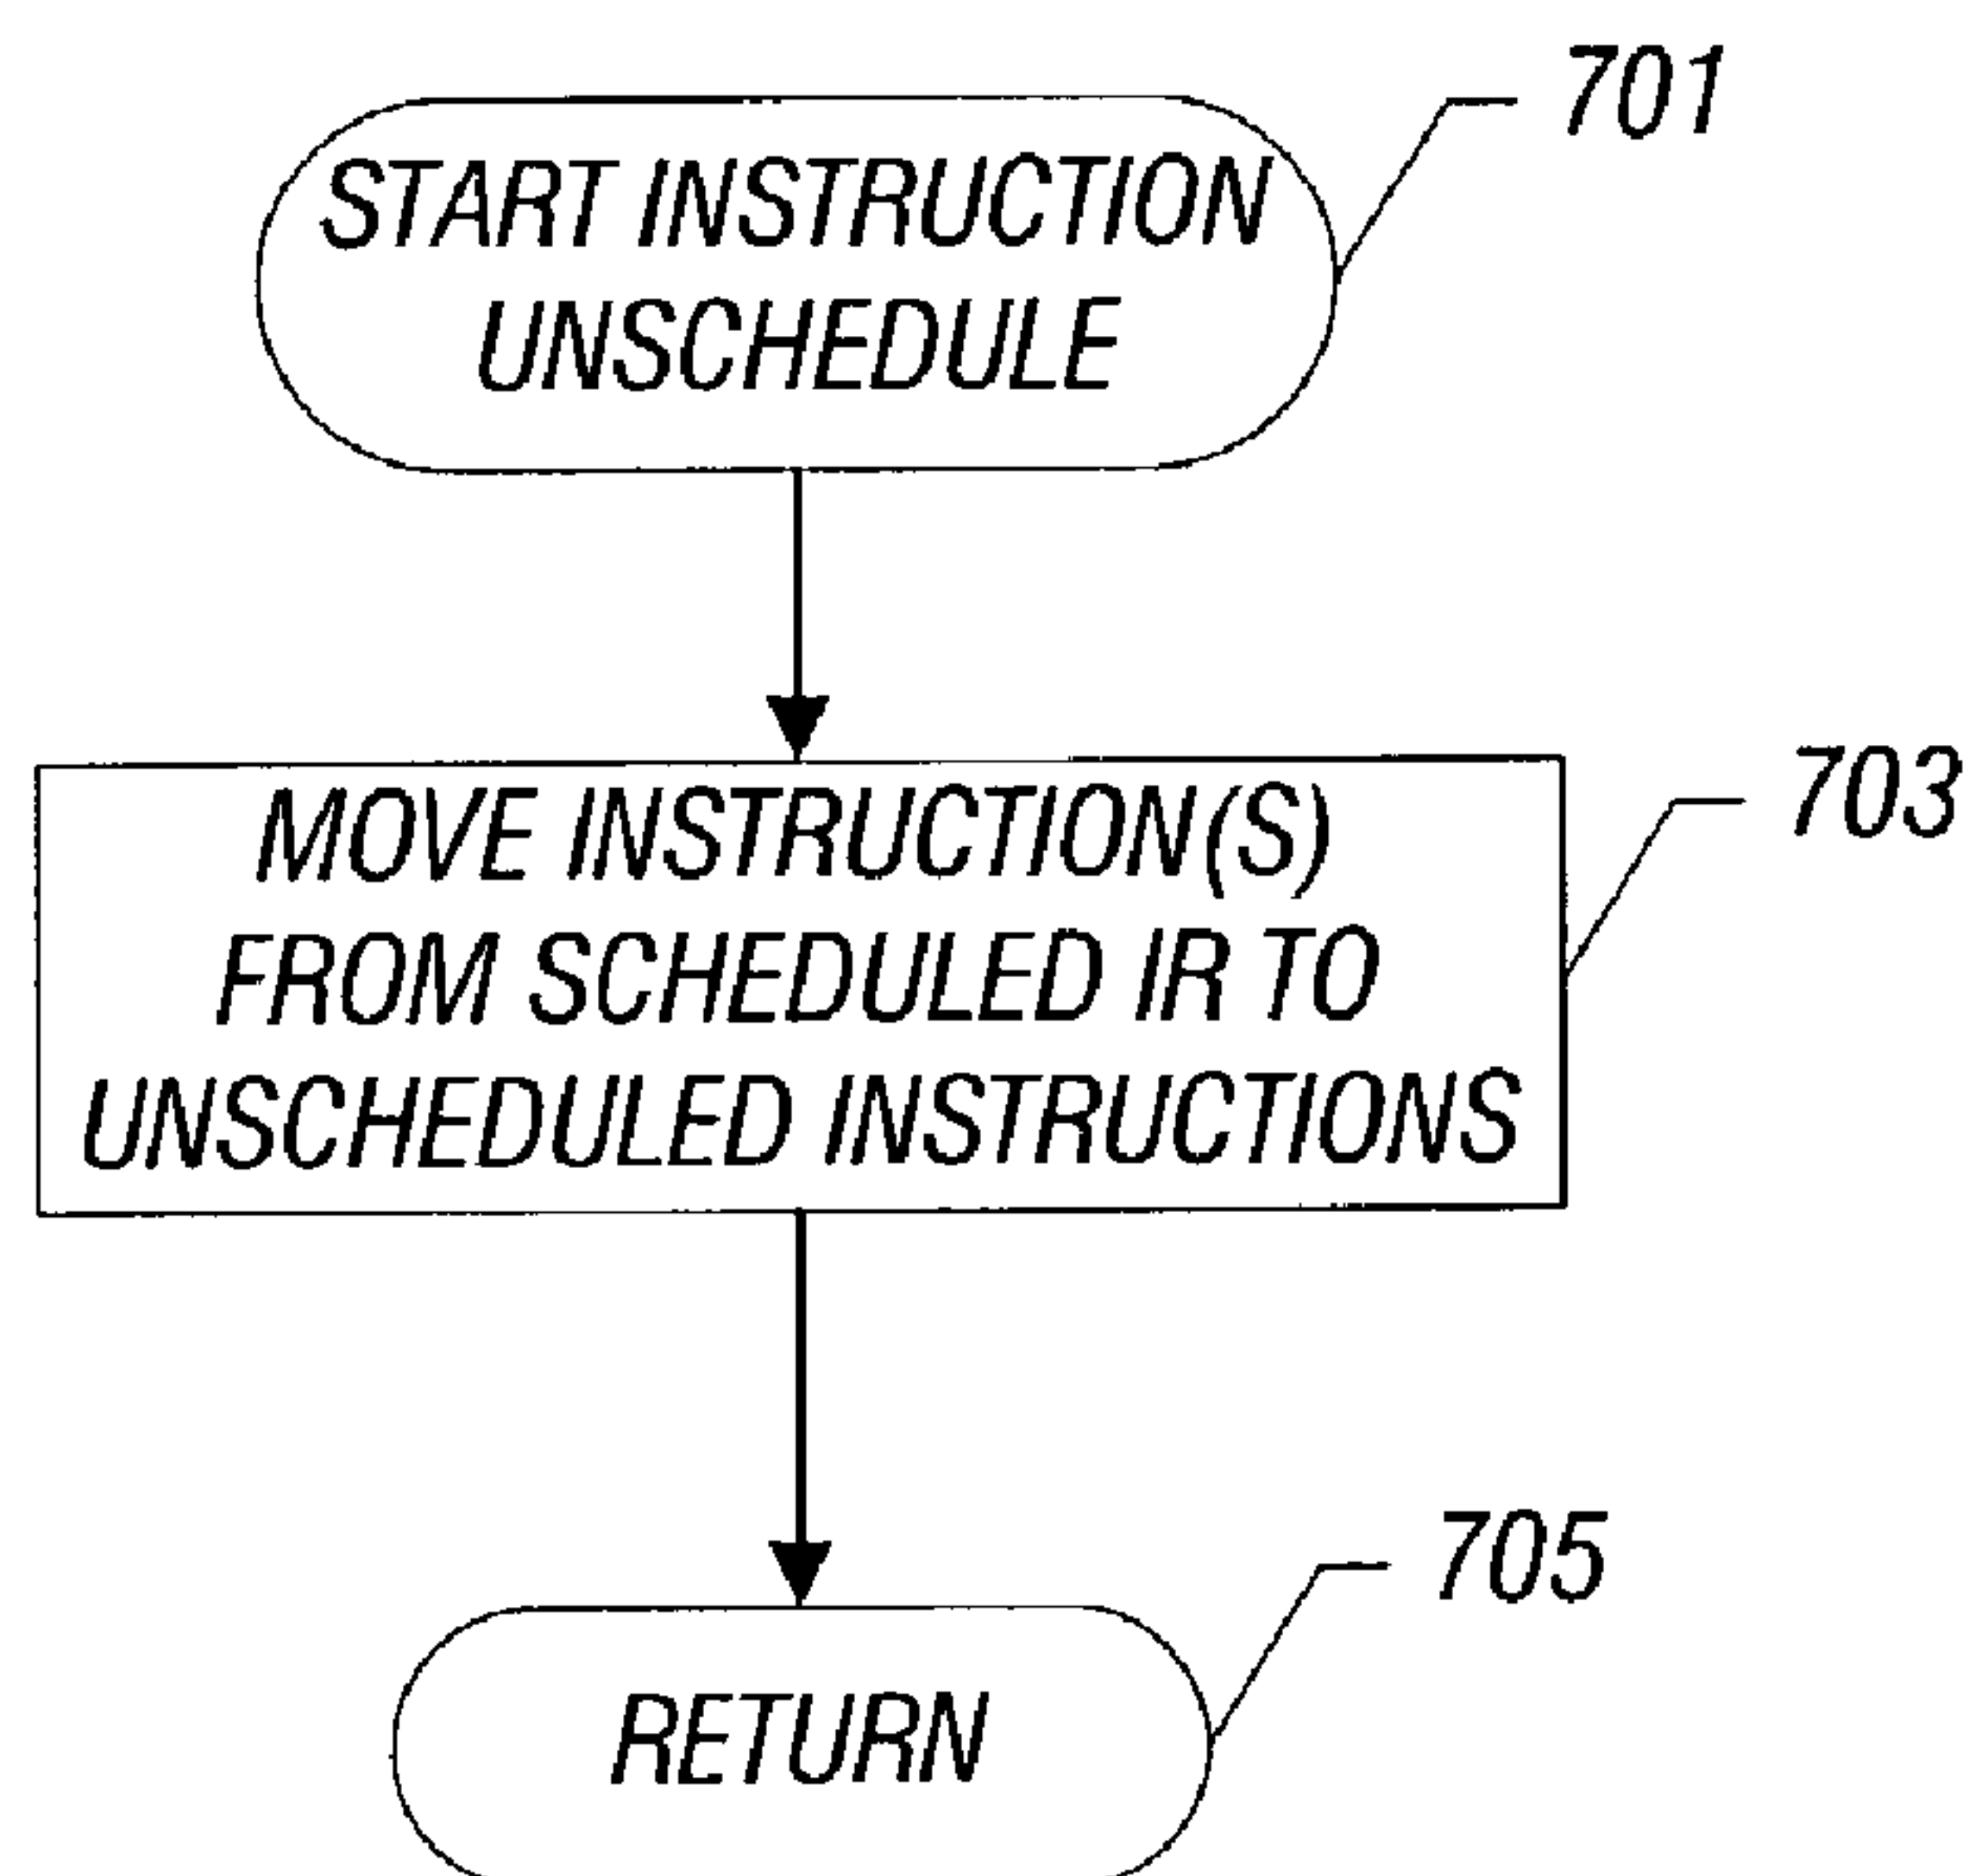 701
START INSTRUCTION
UNSCHEDULE
703
MOVE INSTRUCTION(S)
FROM SCHEDULED IR TO
UNSCHEDULED INSTRUCTIONS
705
RETURN